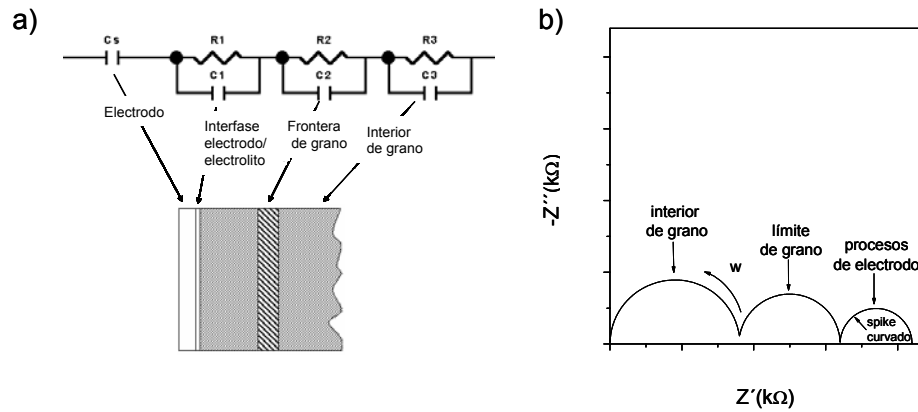 a)
Cs
R1
R2
R3
C1
C2
C3
Electrodo
Interfase
electrodo/
electrolito
Frontera
de grano
Interior
de grano
b)
-Z´´(kΩ)
interior
de grano
w
límite
de grano
procesos
de electrodo
spike
curvado
Z´(kΩ)